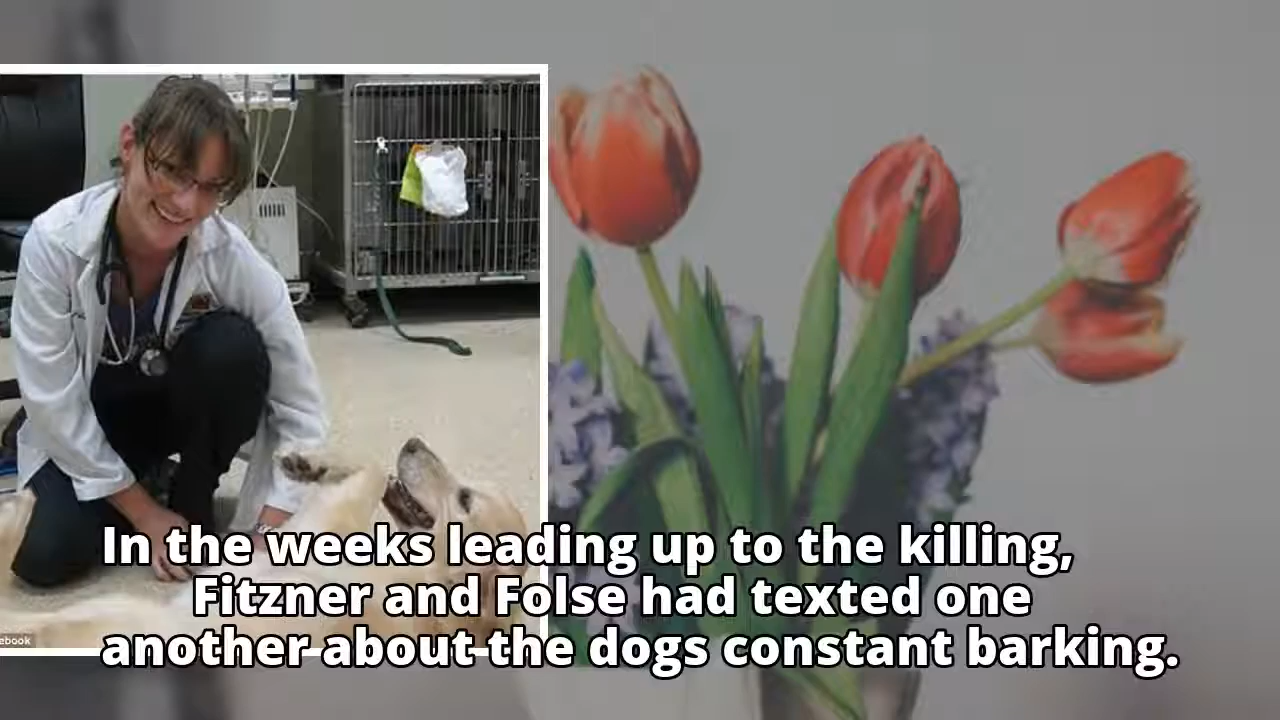 In the weeks leading up to the killing,
Fitzner and Folse had texted one
another about the dogs constant barking.
ebook